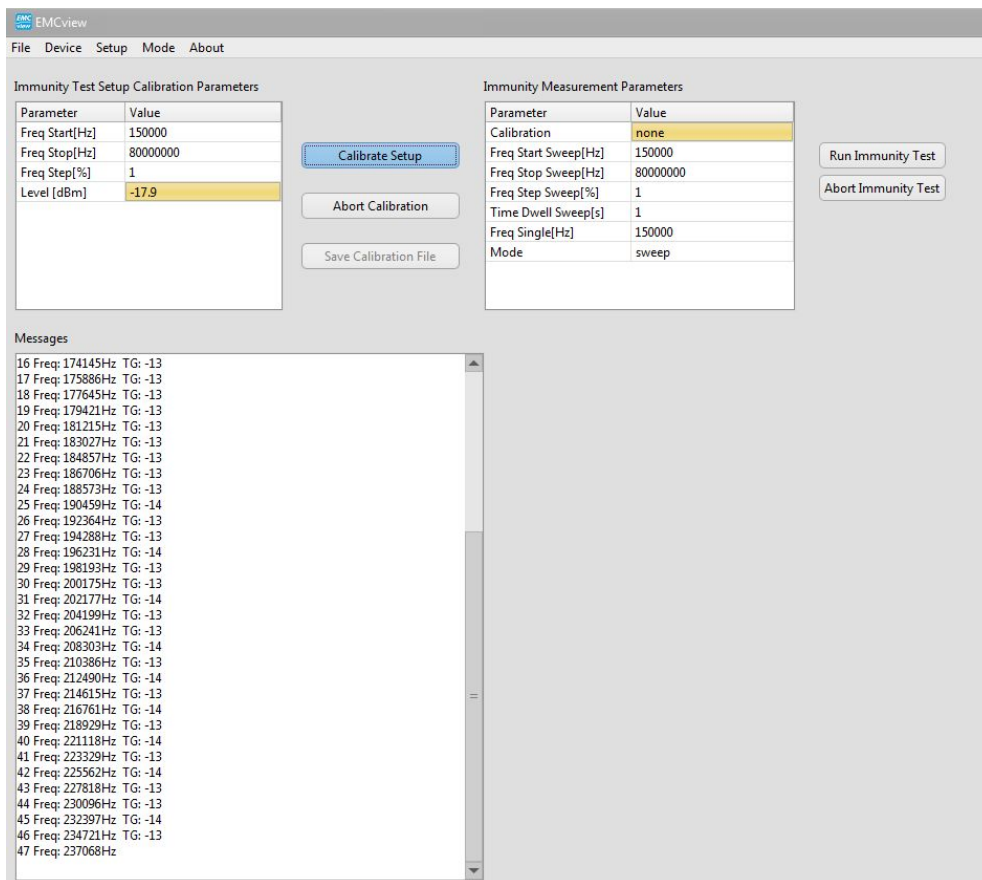 EMC view EMCview
File Device Setup Mode About
Immunity Test Setup Calibration Parameters
Parameter Value
Freq Start[Hz] 150000
Freq Stop[Hz] 80000000
Freq Step[%] 1
Level [dBm] -17.9
Calibrate Setup
Abort Calibration
Save Calibration File
Immunity Measurement Parameters
Parameter Value
Calibration none
Freq Start Sweep[Hz] 150000
Freq Stop Sweep[Hz] 80000000
Freq Step Sweep[%] 1
Time Dwell Sweep[s] 1
Freq Single[Hz] 150000
Mode sweep
Run Immunity Test
Abort Immunity Test
Messages
16 Freq: 174145Hz TG: -13
17 Freq: 175886Hz TG: -13
18 Freq: 177645Hz TG: -13
19 Freq: 179421Hz TG: -13
20 Freq: 181215Hz TG: -13
21 Freq: 183027Hz TG: -13
22 Freq: 184857Hz TG: -13
23 Freq: 186706Hz TG: -13
24 Freq: 188573Hz TG: -13
25 Freq: 190459Hz TG: -14
26 Freq: 192364Hz TG: -13
27 Freq: 194288Hz TG: -13
28 Freq: 196231Hz TG: -14
29 Freq: 198193Hz TG: -13
30 Freq: 200175Hz TG: -13
31 Freq: 202177Hz TG: -14
32 Freq: 204199Hz TG: -13
33 Freq: 206241Hz TG: -13
34 Freq: 208303Hz TG: -14
35 Freq: 210386Hz TG: -13
36 Freq: 212490Hz TG: -14
37 Freq: 214615Hz TG: -13
38 Freq: 216761Hz TG: -14
39 Freq: 218929Hz TG: -13
40 Freq: 221118Hz TG: -14
41 Freq: 223329Hz TG: -13
42 Freq: 225562Hz TG: -14
43 Freq: 227818Hz TG: -13
44 Freq: 230096Hz TG: -13
45 Freq: 232397Hz TG: -14
46 Freq: 234721Hz TG: -13
47 Freq: 237068Hz